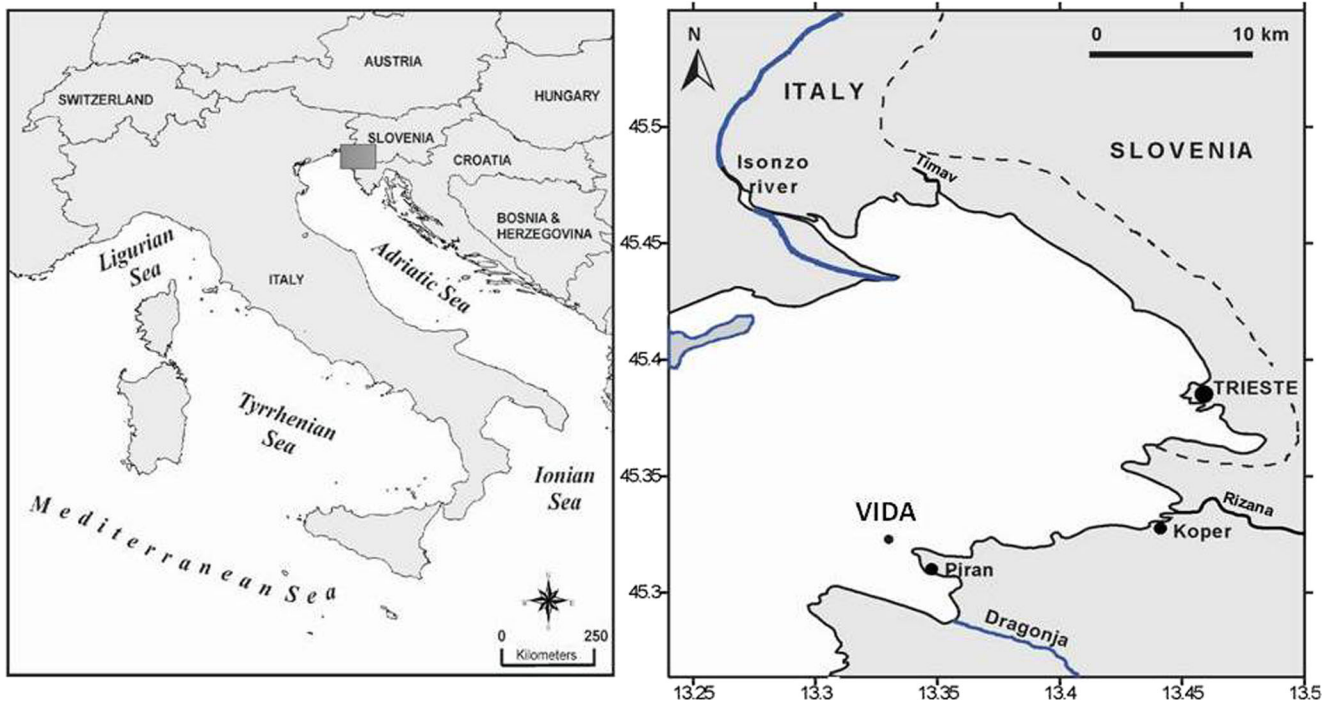 AUSTRIA
SWITZERLAND
HUNGARY
SLOVENIA
CROATIA
BOSNIA &
HERZEGOVINA
Ligurian
Sea
ITALY
Adriatic Sea
Tyrrhenian
Sea
Ionian
Sea
Mediterranean Sea
N
E
S
0 250
Kilometers
N
0 10 km
ITALY
SLOVENIA
Isonzo
river
Timav
TRIESTE
VIDA
Rizana
Koper
Piran
Dragonja
45.5
45.45
45.4
45.35
45.3
13.25 13.3 13.35 13.4 13.45 13.5